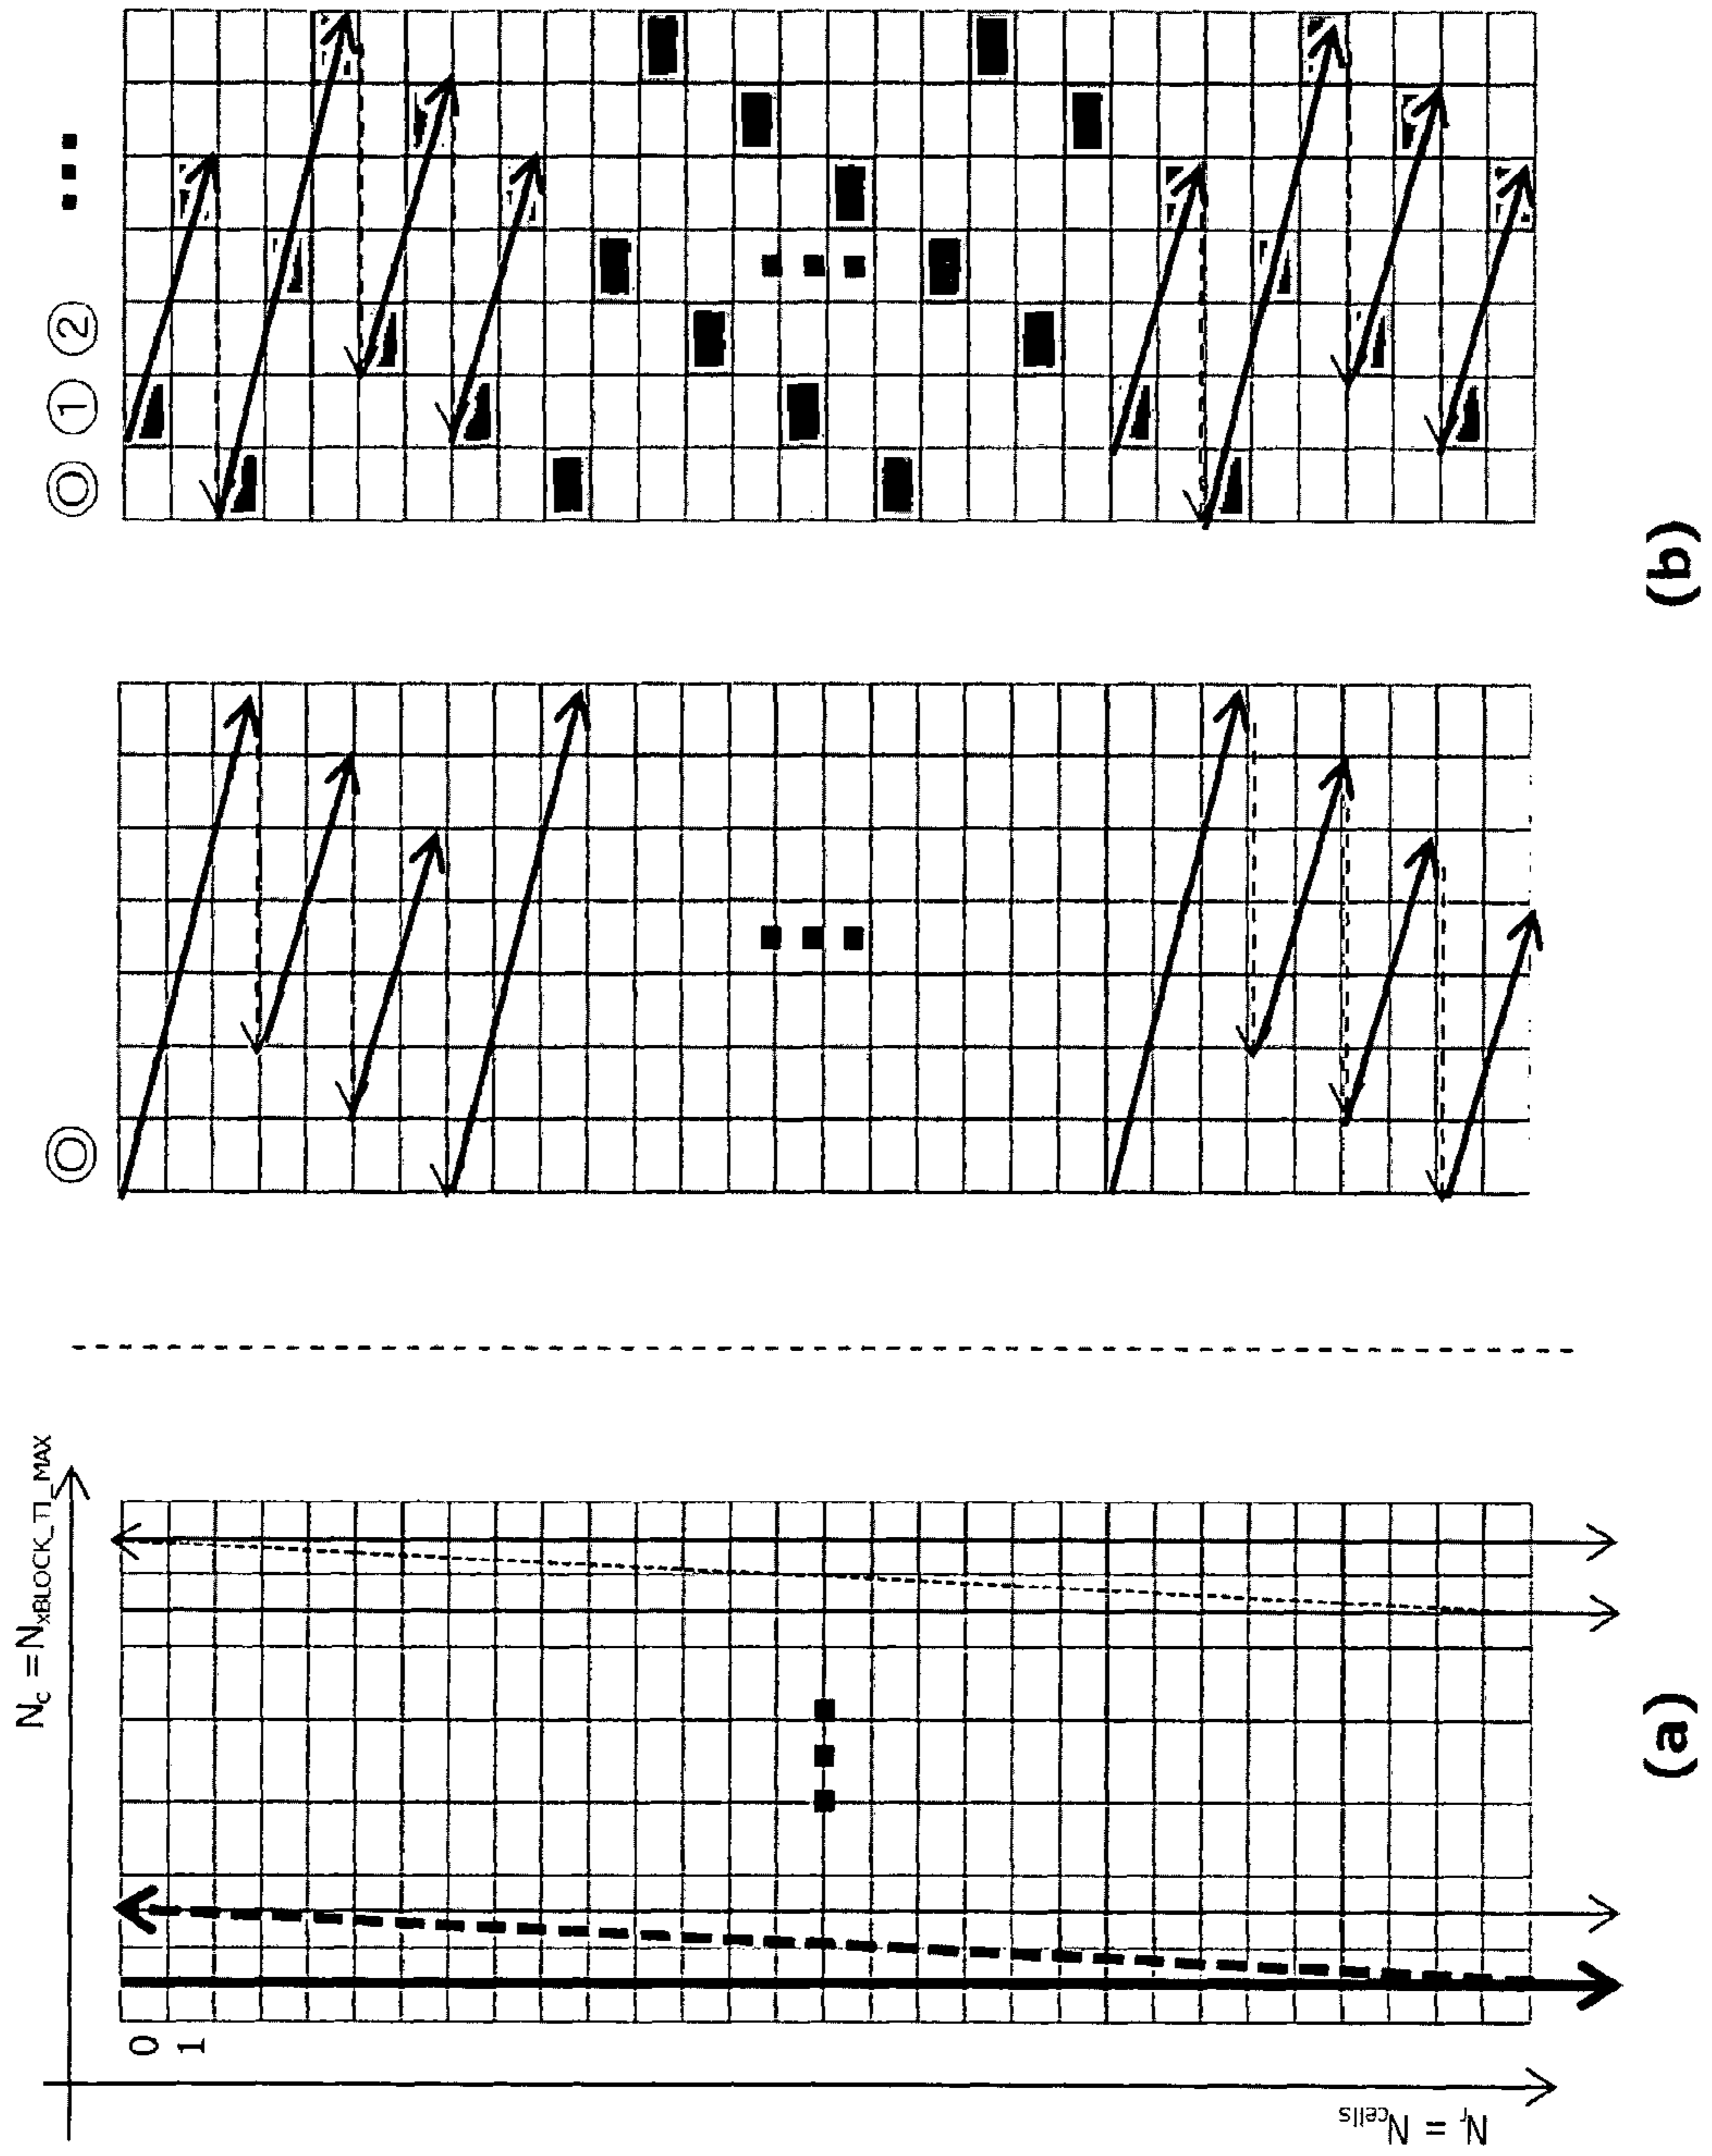 N_c = N_xBLOCK_TI_MAX
0
1
N_r = N_cells
(a)
0
0 1 2 ...
(b)